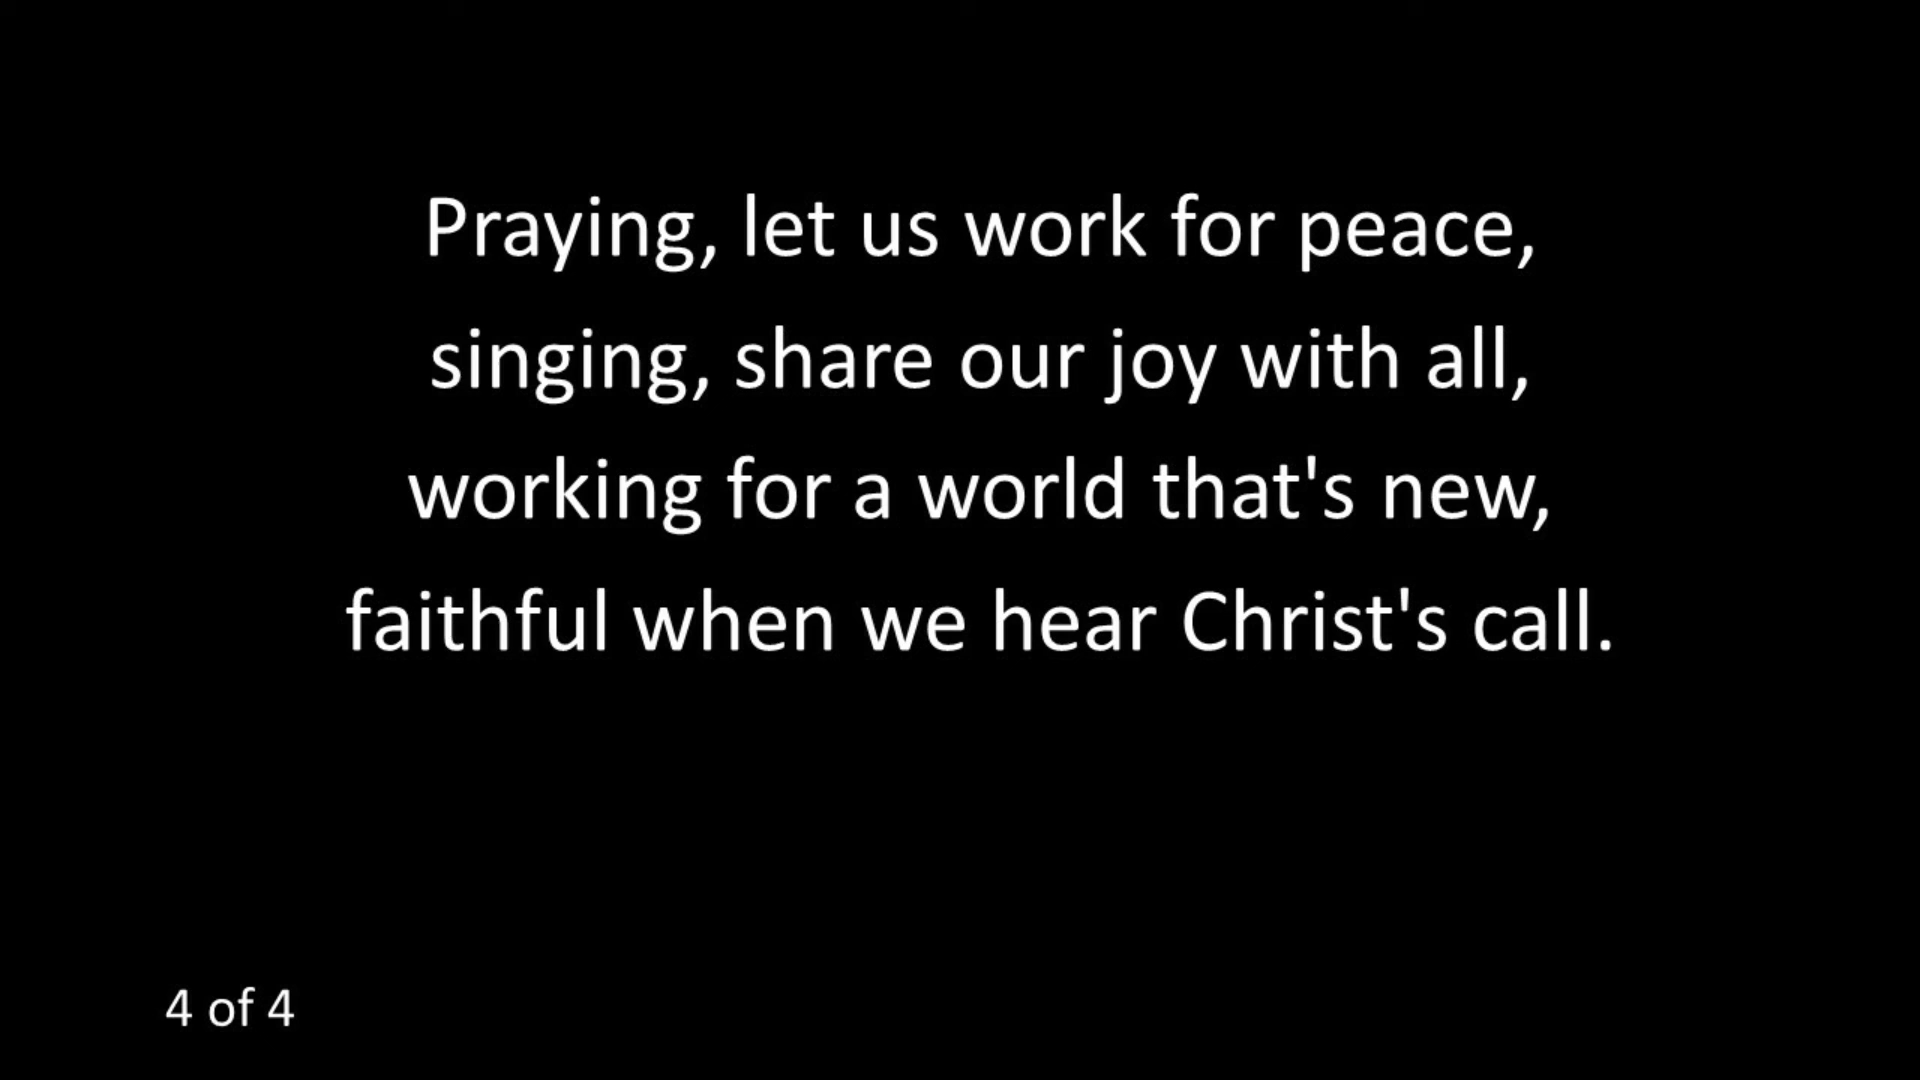 Praying, let us work for peace,
singing, share our joy with all,
working for a world that's new,
faithful when we hear Christ's call.
4 of 4